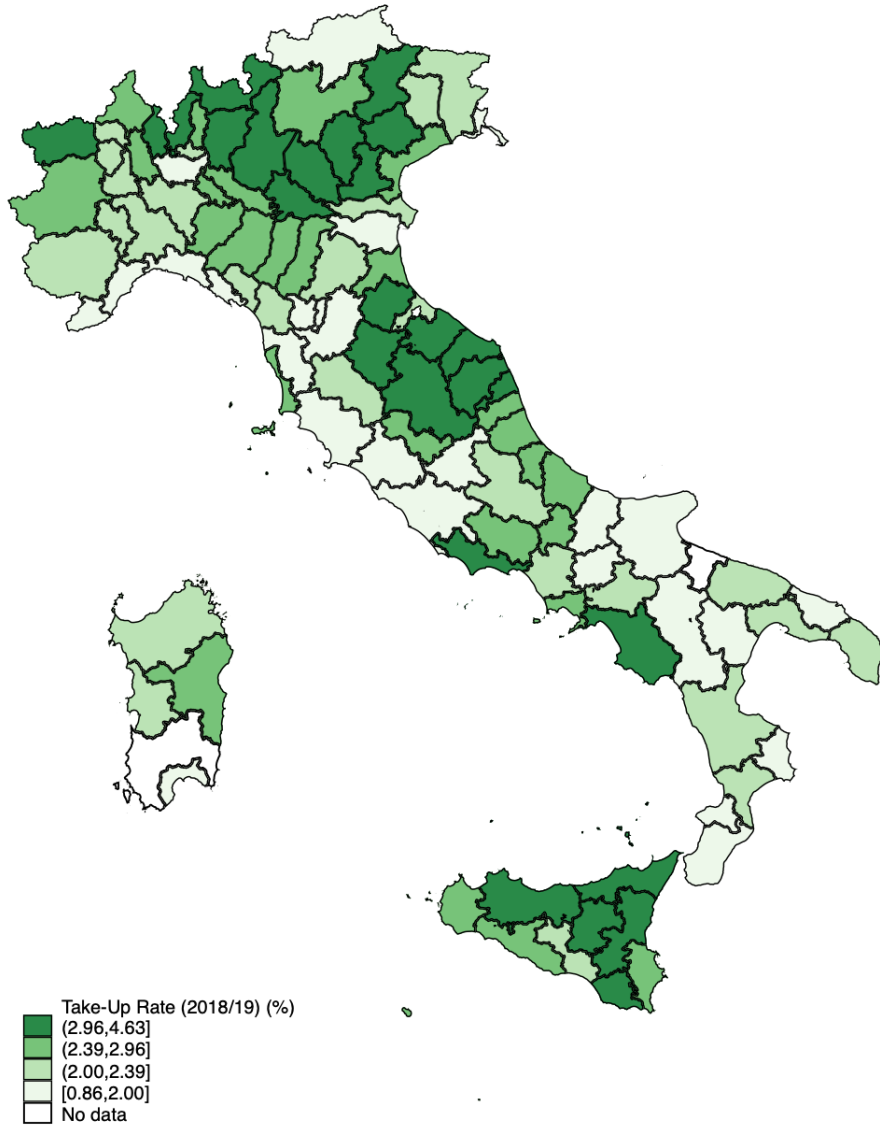 Take-Up Rate (2018/19) (%)
(2.96,4.63]
(2.39,2.96]
(2.00,2.39]
[0.86,2.00]
No data